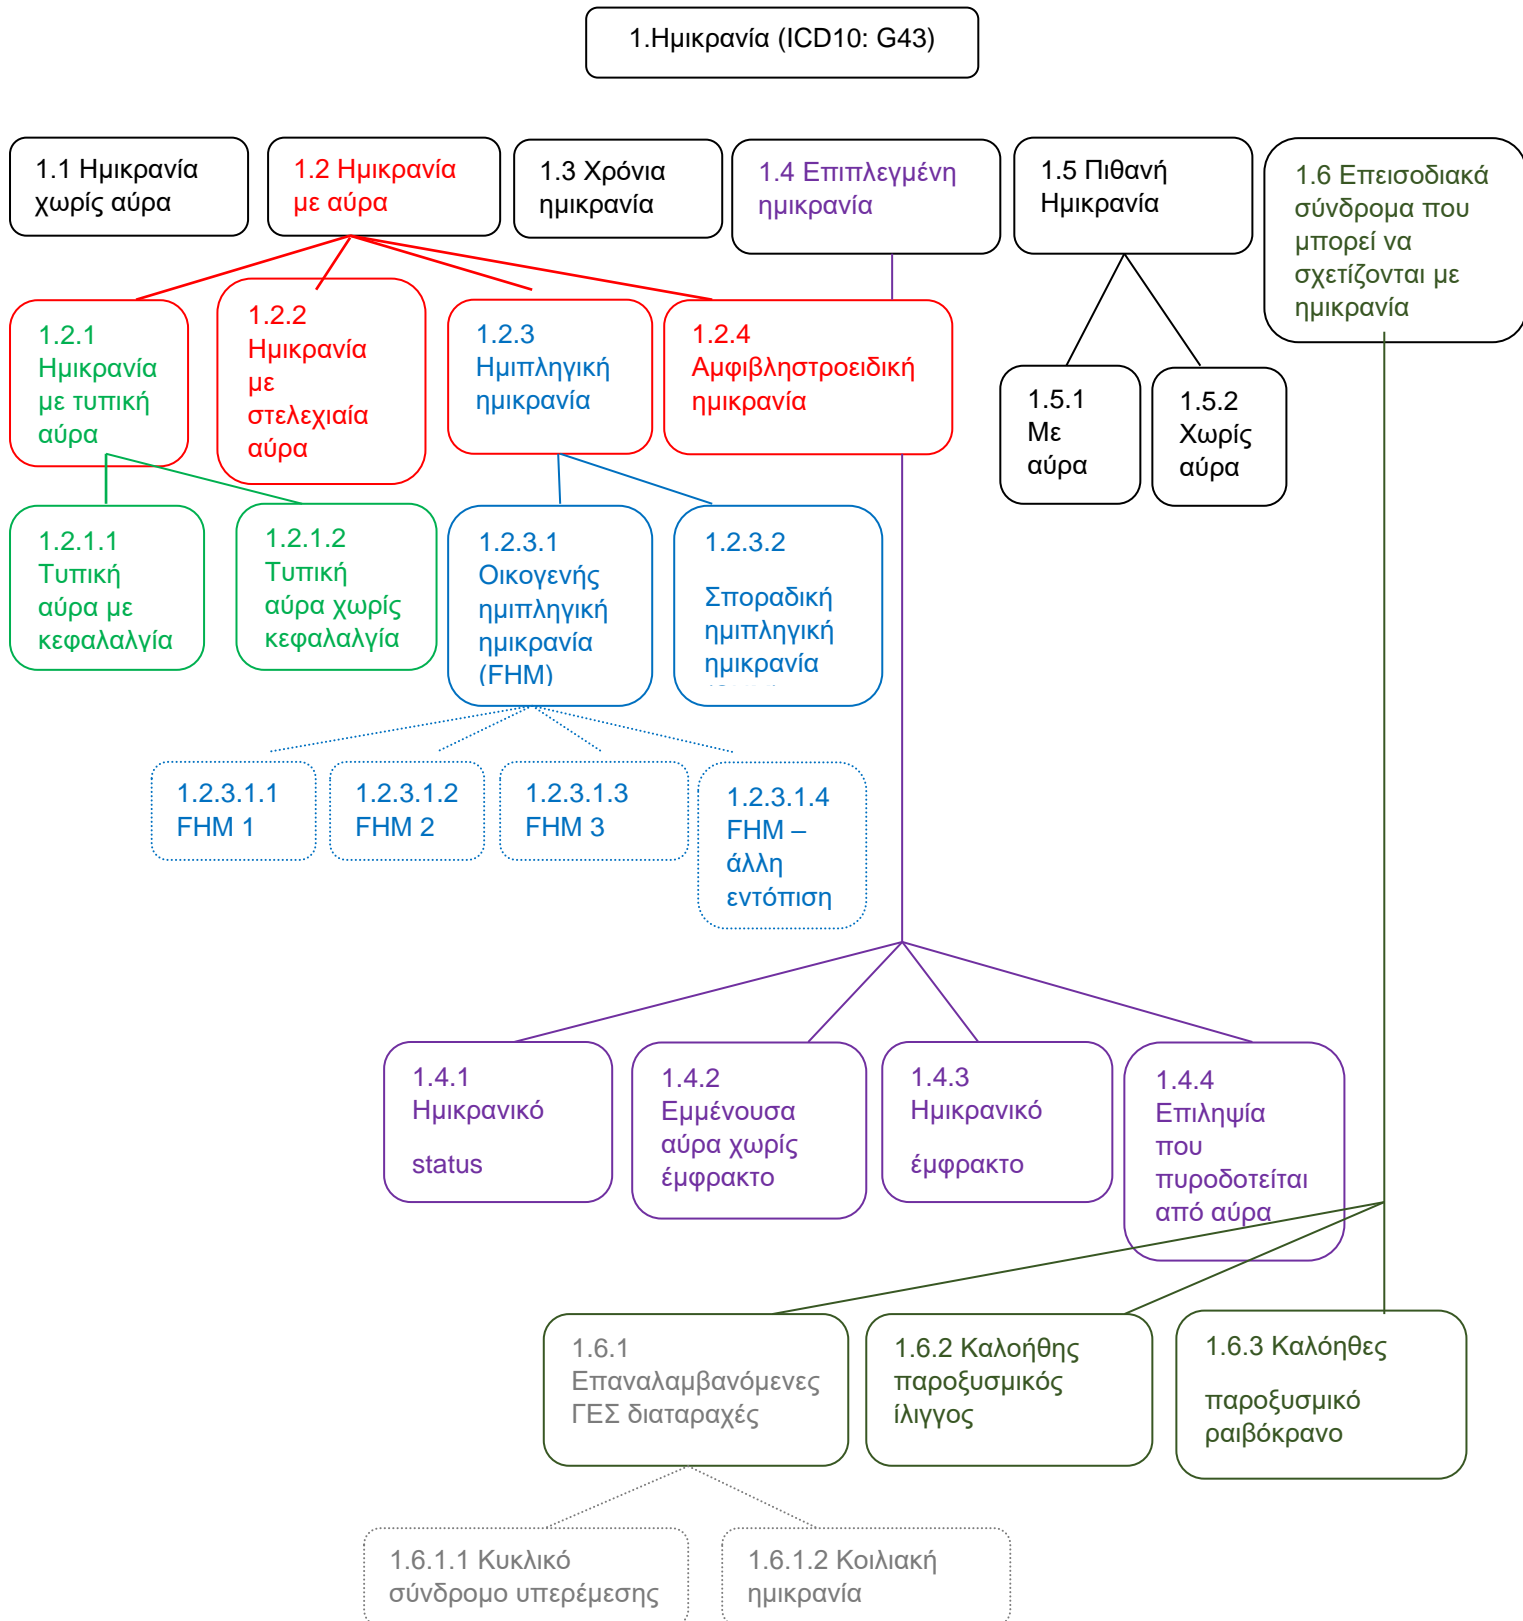 1.Ημικρανία (ICD10: G43)
1.1 Ημικρανία
χωρίς αύρα
1.2 Ημικρανία
με αύρα
1.3 Χρόνια
ημικρανία
1.4 Επιπλεγμένη
ημικρανία
1.5 Πιθανή
Ημικρανία
1.6 Επεισοδιακά
σύνδρομα που
μπορεί να
σχετίζονται με
ημικρανία
1.2.1
Ημικρανία
με τυπική
αύρα
1.2.2
Ημικρανία
με
στελεχιαία
αύρα
1.2.3
Ημιπληγική
ημικρανία
1.2.4
Αμφιβληστροειδική
ημικρανία
1.5.1
Με
αύρα
1.5.2
Χωρίς
αύρα
1.2.1.1
Τυπική
αύρα με
κεφαλαλγία
1.2.1.2
Τυπική
αύρα χωρίς
κεφαλαλγία
1.2.3.1
Οικογενής
ημιπληγική
ημικρανία
(FHM)
1.2.3.2
Σποραδική
ημιπληγική
ημικρανία
1.2.3.1.1
FHM 1
1.2.3.1.2
FHM 2
1.2.3.1.3
FHM 3
1.2.3.1.4
FHM –
άλλη
εντόπιση
1.4.1
Ημικρανικό
status
1.4.2
Εμμένουσα
αύρα χωρίς
έμφρακτο
1.4.3
Ημικρανικό
έμφρακτο
1.4.4
Επιληψία
που
πυροδοτείται
από αύρα
1.6.1
Επαναλαμβανόμενες
ΓΕΣ διαταραχές
1.6.2 Καλοήθης
παροξυσμικός
ίλιγγος
1.6.3 Καλόηθες
παροξυσμικό
ραιβόκρανο
1.6.1.1 Κυκλικό
σύνδρομο υπερέμεσης
1.6.1.2 Κοιλιακή
ημικρανία